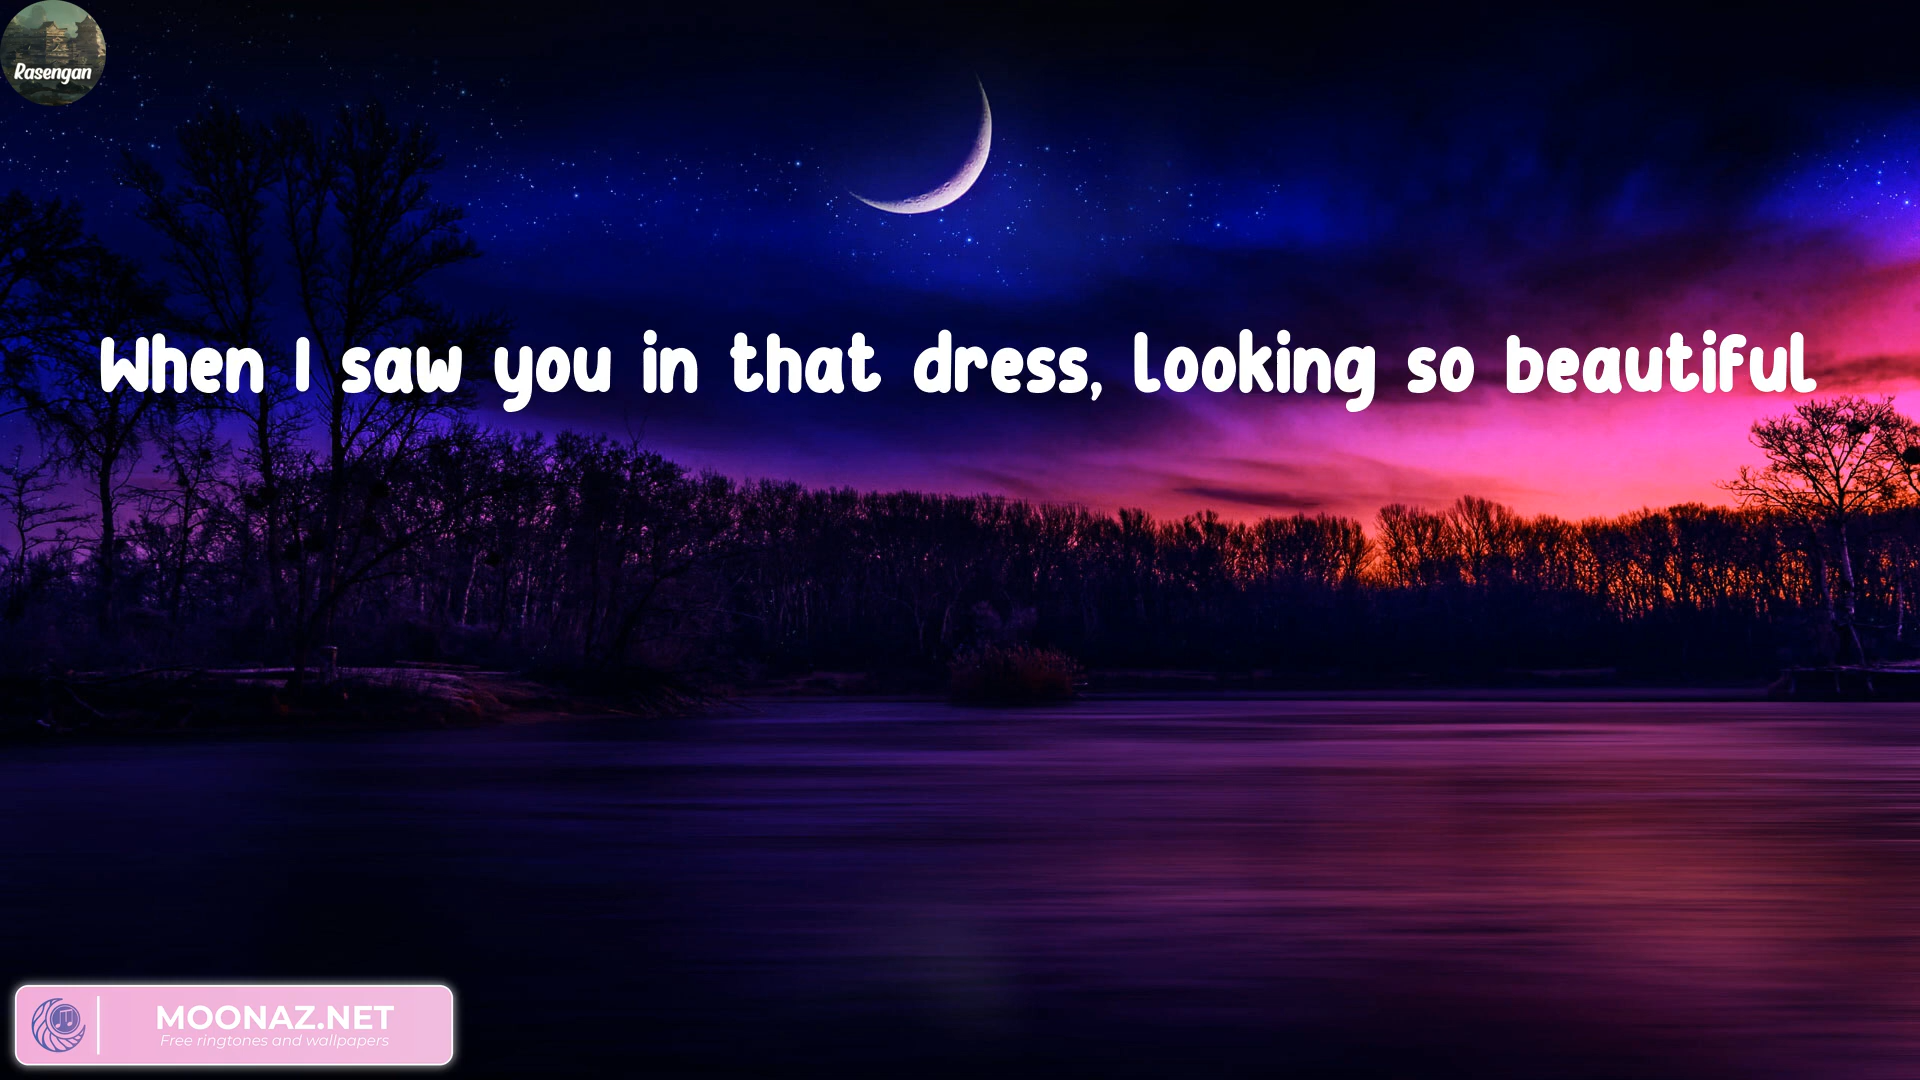 Rasengan
When I saw you in that dress, looking so beautiful
MOONAZ.NET
Free ringtones and wallpapers